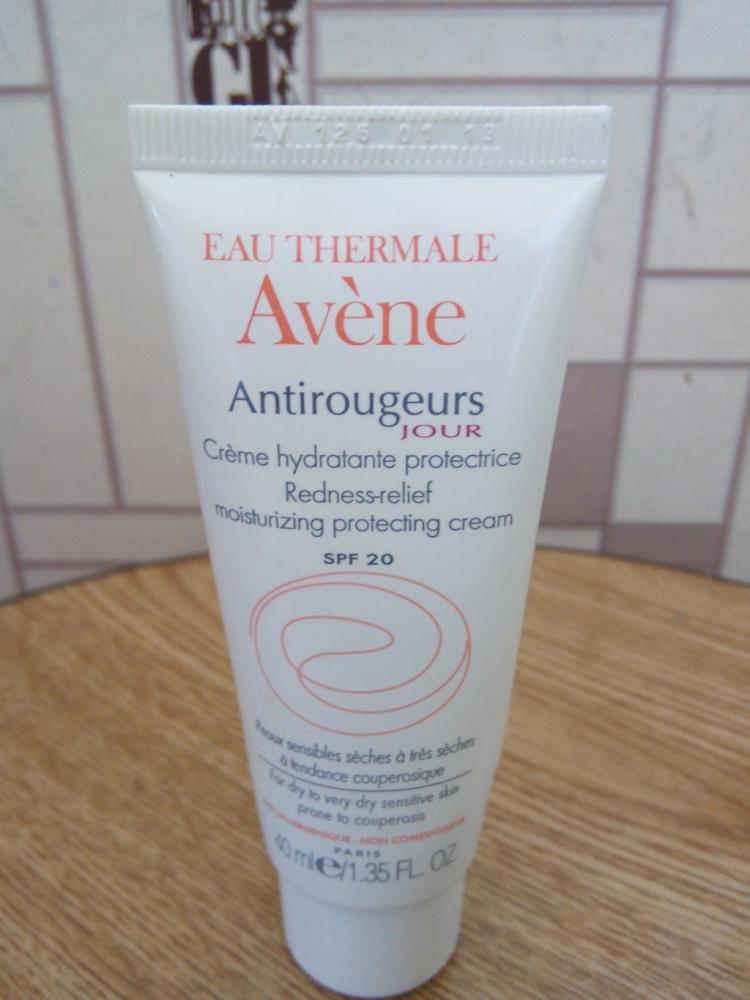 AV 126 01 13
EAU THERMALE
Avène
Antirougeurs
JOUR
Crème hydratante protectrice
Redness-relief
moisturizing protecting cream
SPF 20
Peaux sensibles sèches à très sèches
à tendance couperosique
For dry to very dry sensitive skin
prone to couperosis
HYPOALLERGÉNIQUE - NON COMEDOGENE
PARIS
40 ml e/1.35 FL. OZ.